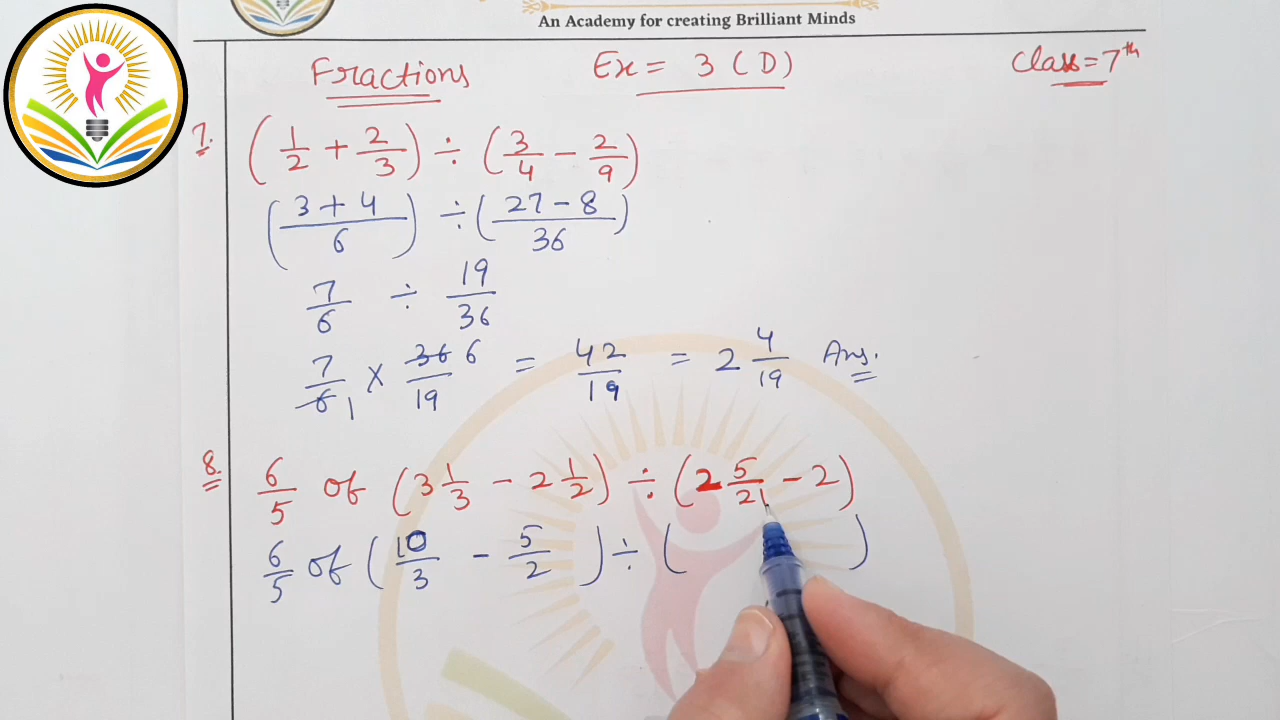 An Academy for creating Brilliant Minds
Fractions Ex = 3 (D) Class = 7th
7. (1/2 + 2/3) ÷ (3/4 − 2/9)
(3 + 4/6) ÷ (27 − 8/36)
7/6 ÷ 19/36
7/6 1 × 36 6/19 = 42/19 = 2 4/19 Ans.
8. 6/5 of (3 1/3 − 2 1/2) ÷ (2 5/21 − 2)
6/5 of (10/3 − 5/2) ÷ ( )